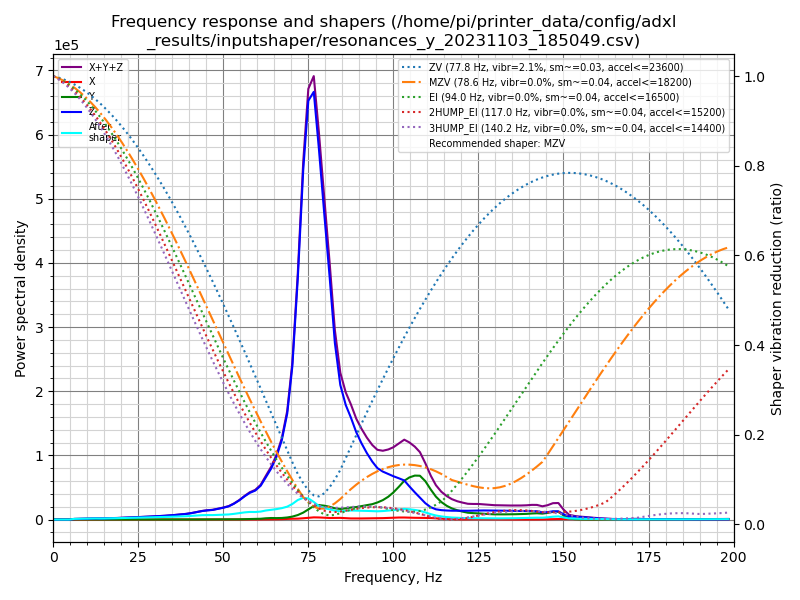 Frequency response and shapers (/home/pi/printer_data/config/adxl
_results/inputshaper/resonances_y_20231103_185049.csv)
1e5
7
6
5
4
3
2
1
0
Power spectral density
X+Y+Z
X
Y
Z
After
shaper
ZV (77.8 Hz, vibr=2.1%, sm~=0.03, accel<=23600)
MZV (78.6 Hz, vibr=0.0%, sm~=0.04, accel<=18200)
EI (94.0 Hz, vibr=0.0%, sm~=0.04, accel<=16500)
2HUMP_EI (117.0 Hz, vibr=0.0%, sm~=0.04, accel<=15200)
3HUMP_EI (140.2 Hz, vibr=0.0%, sm~=0.04, accel<=14400)
Recommended shaper: MZV
1.0
0.8
0.6
0.4
0.2
0.0
Shaper vibration reduction (ratio)
0 25 50 75 100 125 150 175 200
Frequency, Hz